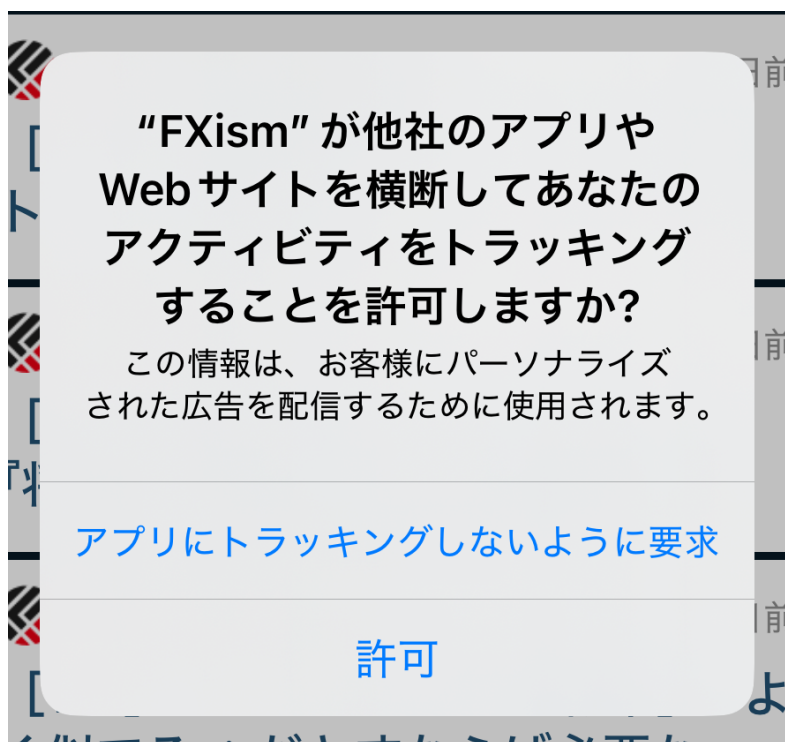 “FXism” が他社のアプリや
Webサイトを横断してあなたの
アクティビティをトラッキング
することを許可しますか?
この情報は、お客様にパーソナライズ
された広告を配信するために使用されます。
アプリにトラッキングしないように要求
許可